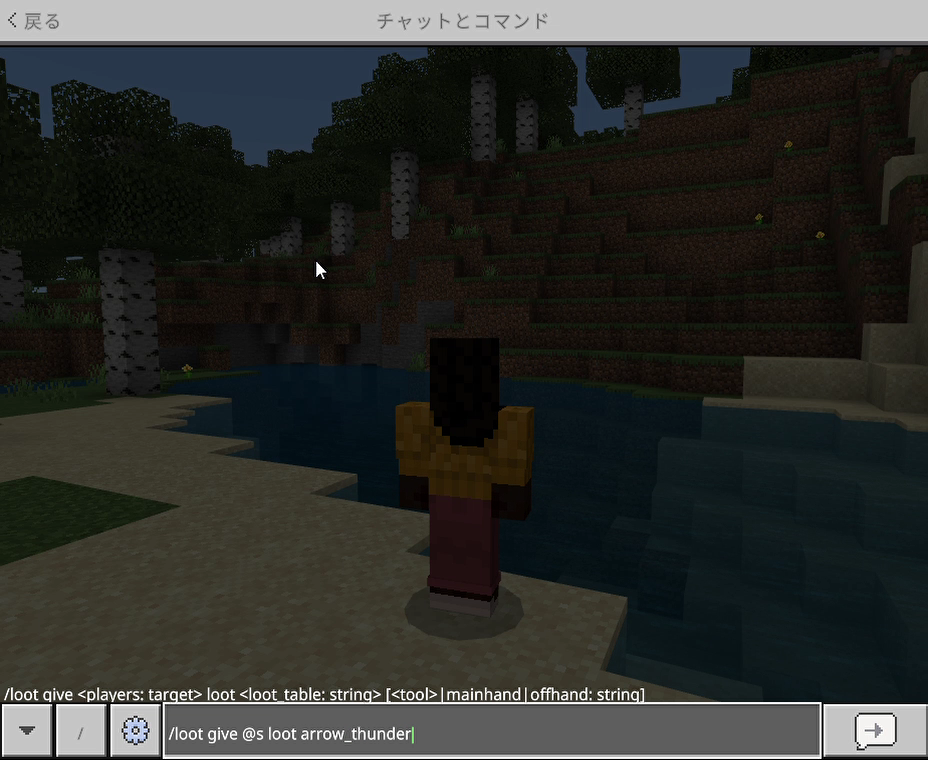 戻る
チャットとコマンド
/loot give <players: target> loot <loot_table: string> [<tool>|mainhand|offhand: string]
/
/loot give @s loot arrow_thunder